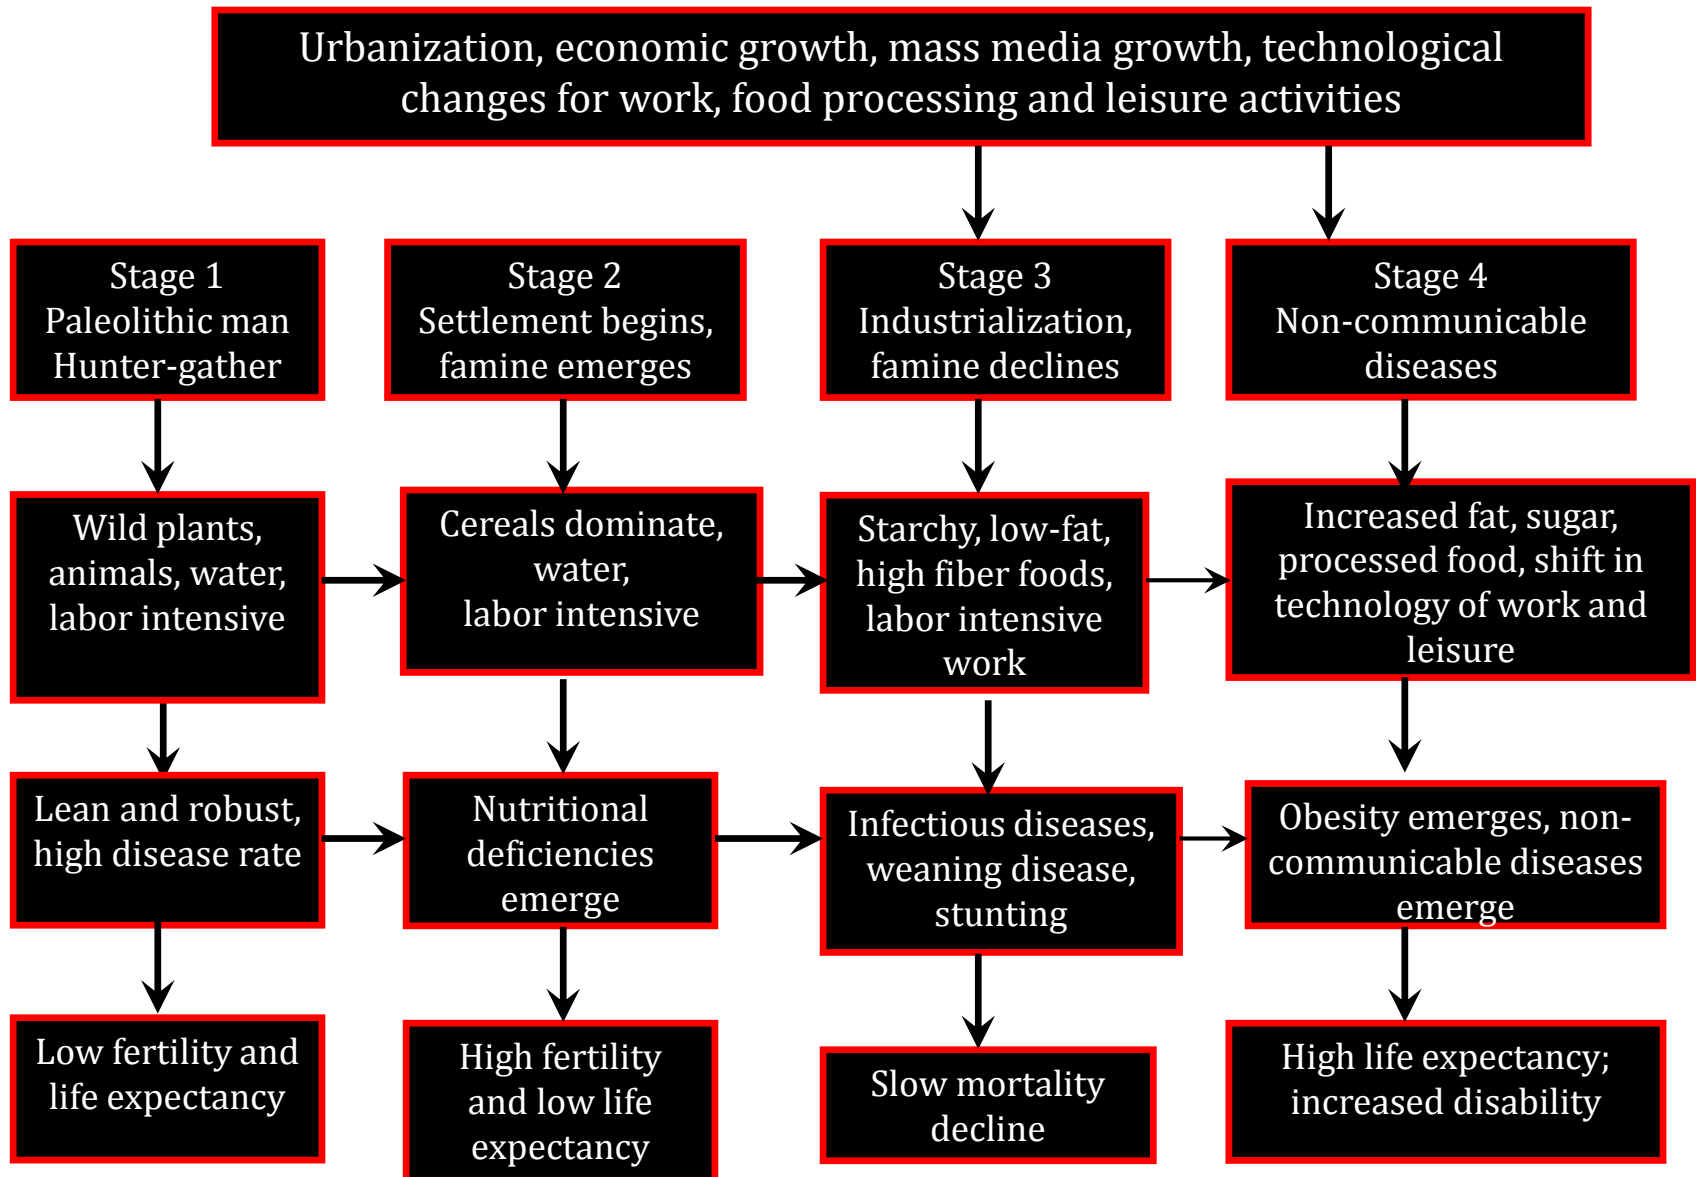 Urbanization, economic growth, mass media growth, technological
changes for work, food processing and leisure activities
Stage 1
Paleolithic man
Hunter-gather
Stage 2
Settlement begins,
famine emerges
Stage 3
Industrialization,
famine declines
Stage 4
Non-communicable
diseases
Wild plants,
animals, water,
labor intensive
Cereals dominate,
water,
labor intensive
Starchy, low-fat,
high fiber foods,
labor intensive
work
Increased fat, sugar,
processed food, shift in
technology of work and
leisure
Lean and robust,
high disease rate
Nutritional
deficiencies
emerge
Infectious diseases,
weaning disease,
stunting
Obesity emerges, non-
communicable diseases
emerge
Low fertility and
life expectancy
High fertility
and low life
expectancy
Slow mortality
decline
High life expectancy;
increased disability